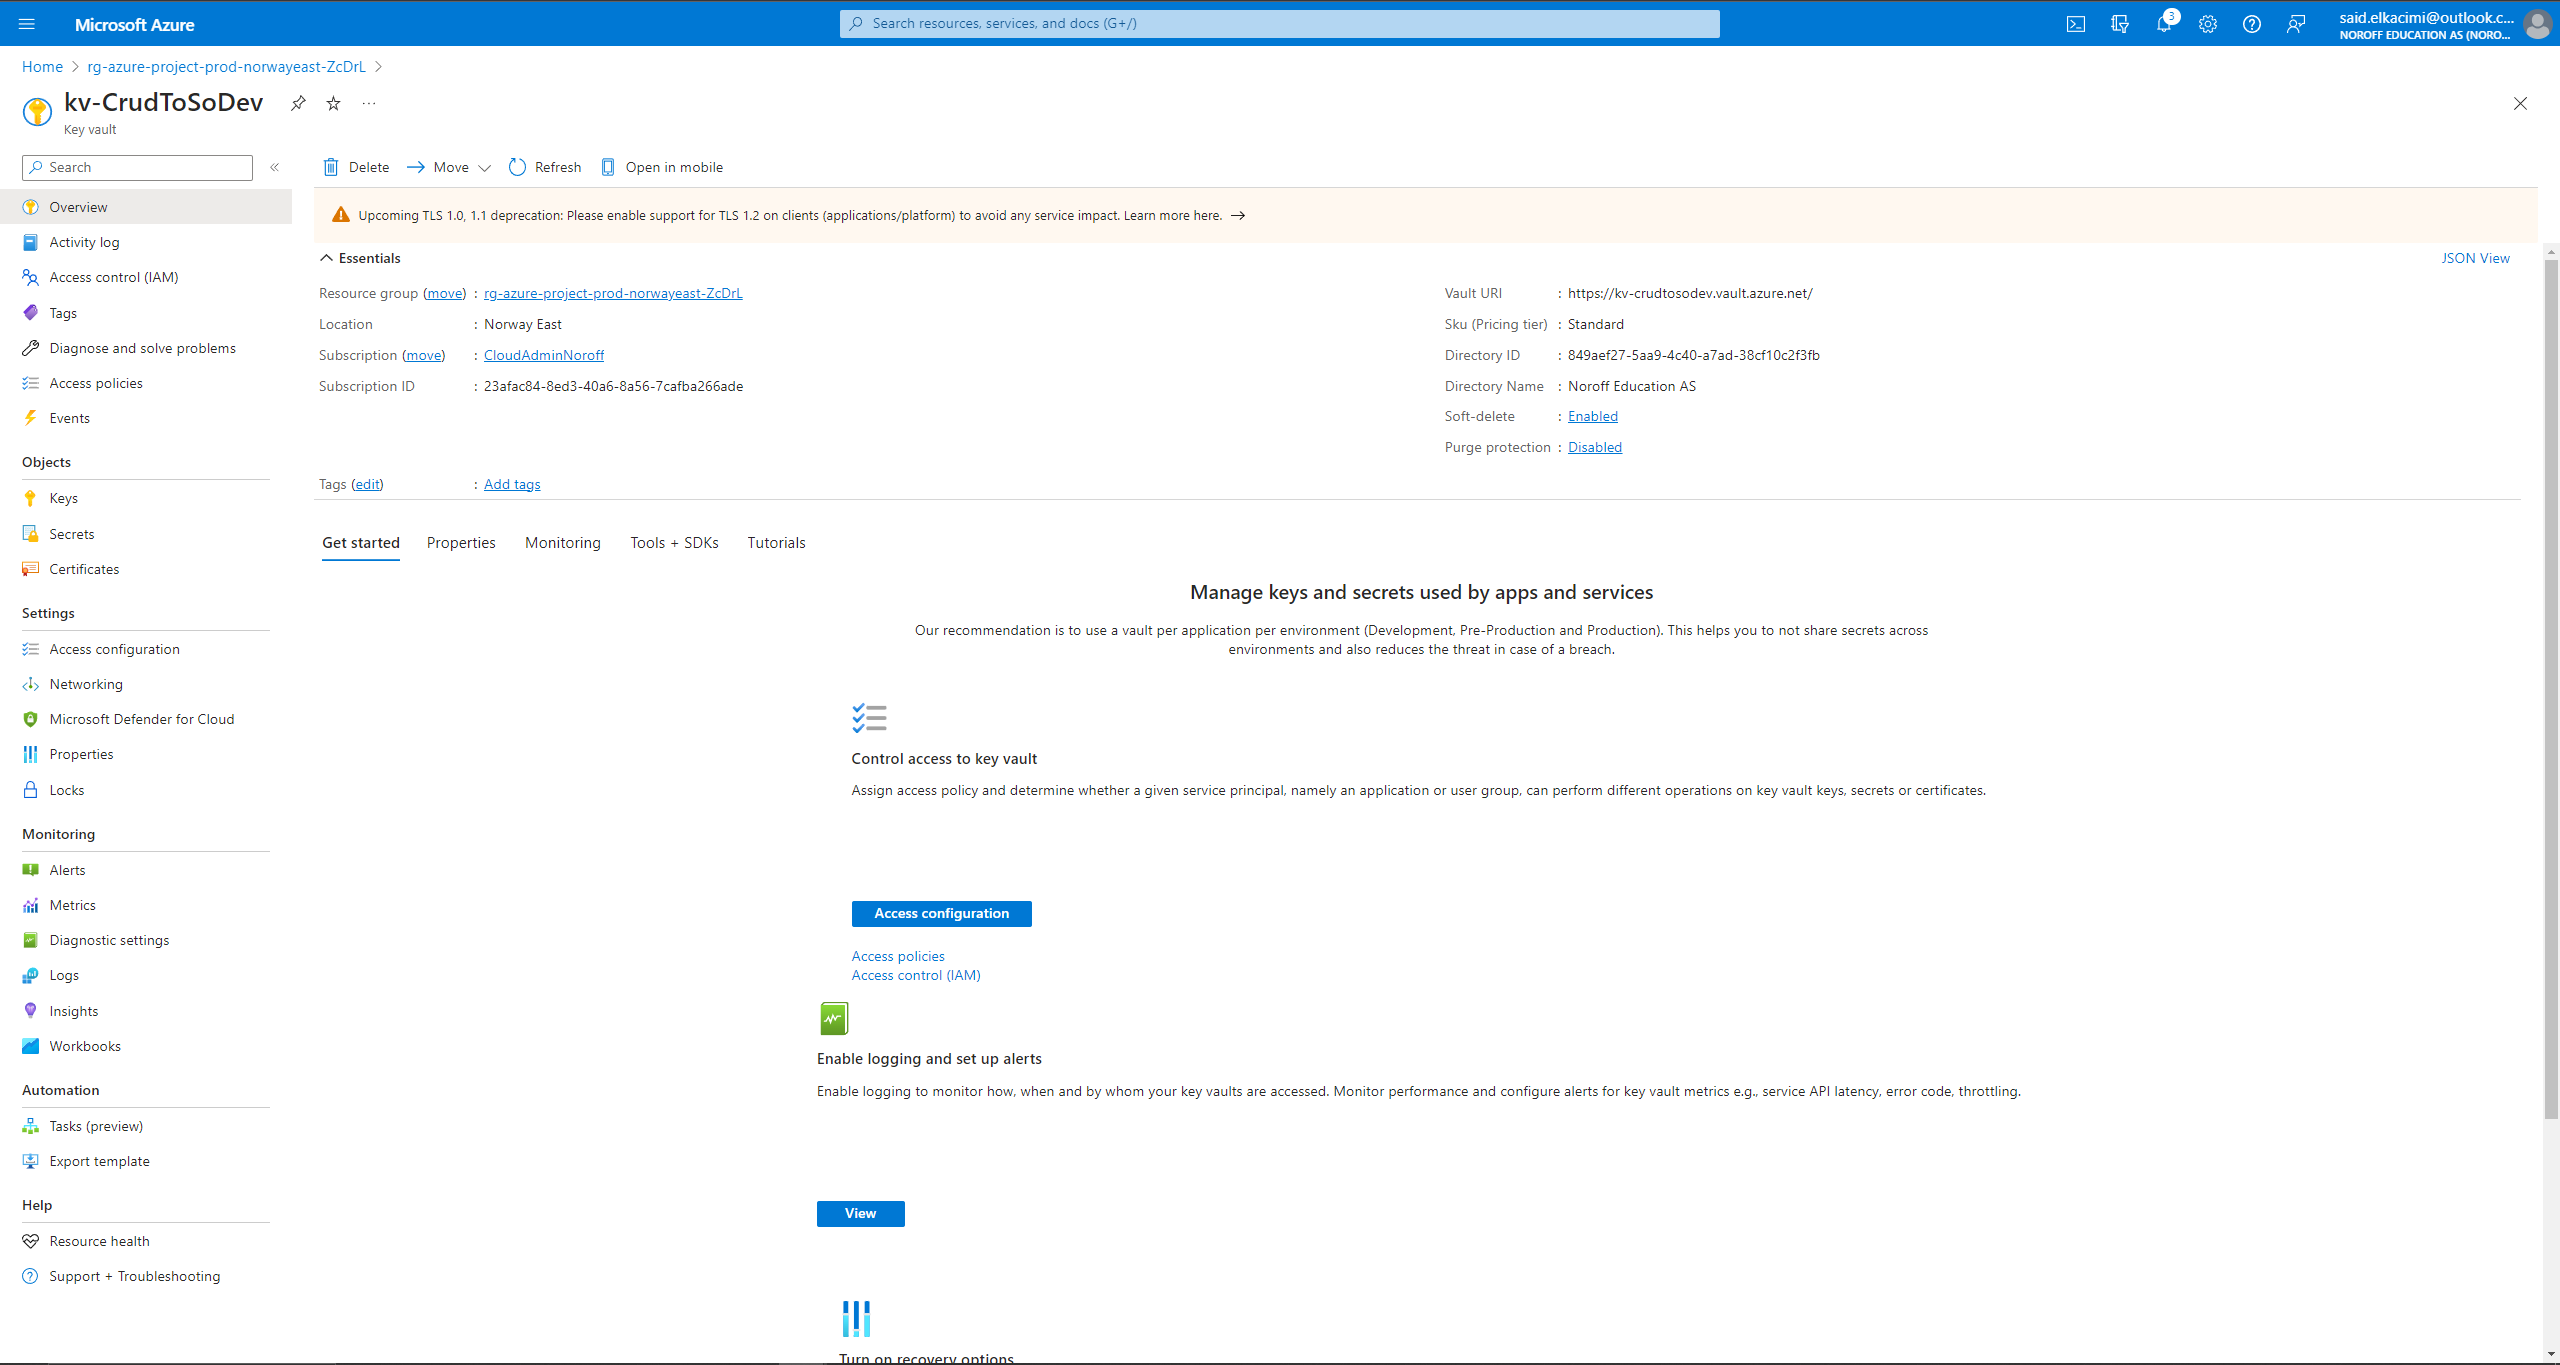 Microsoft Azure
Search resources, services, and docs (G+/)
3
said.elkacimi@outlook.c...
NOROFF EDUCATION AS (NORO...
Home > rg-azure-project-prod-norwayeast-ZcDrL >
kv-CrudToSoDev
Key vault
Search
«
Delete
Move
Refresh
Open in mobile
Upcoming TLS 1.0, 1.1 deprecation: Please enable support for TLS 1.2 on clients (applications/platform) to avoid any service impact. Learn more here. →
Overview
Activity log
Access control (IAM)
Tags
Diagnose and solve problems
Access policies
Events
Objects
Keys
Secrets
Certificates
Settings
Access configuration
Networking
Microsoft Defender for Cloud
Properties
Locks
Monitoring
Alerts
Metrics
Diagnostic settings
Logs
Insights
Workbooks
Automation
Tasks (preview)
Export template
Help
Resource health
Support + Troubleshooting
Essentials
JSON View
Resource group (move) : rg-azure-project-prod-norwayeast-ZcDrL
Location : Norway East
Subscription (move) : CloudAdminNoroff
Subscription ID : 23afac84-8ed3-40a6-8a56-7cafba266ade
Vault URI : https://kv-crudtosodev.vault.azure.net/
Sku (Pricing tier) : Standard
Directory ID : 849aef27-5aa9-4c40-a7ad-38cf10c2f3fb
Directory Name : Noroff Education AS
Soft-delete : Enabled
Purge protection : Disabled
Tags (edit) : Add tags
Get started
Properties
Monitoring
Tools + SDKs
Tutorials
Manage keys and secrets used by apps and services
Our recommendation is to use a vault per application per environment (Development, Pre-Production and Production). This helps you to not share secrets across
environments and also reduces the threat in case of a breach.
Control access to key vault
Assign access policy and determine whether a given service principal, namely an application or user group, can perform different operations on key vault keys, secrets or certificates.
Access configuration
Access policies
Access control (IAM)
Enable logging and set up alerts
Enable logging to monitor how, when and by whom your key vaults are accessed. Monitor performance and configure alerts for key vault metrics e.g., service API latency, error code, throttling.
View
Turn on recovery options